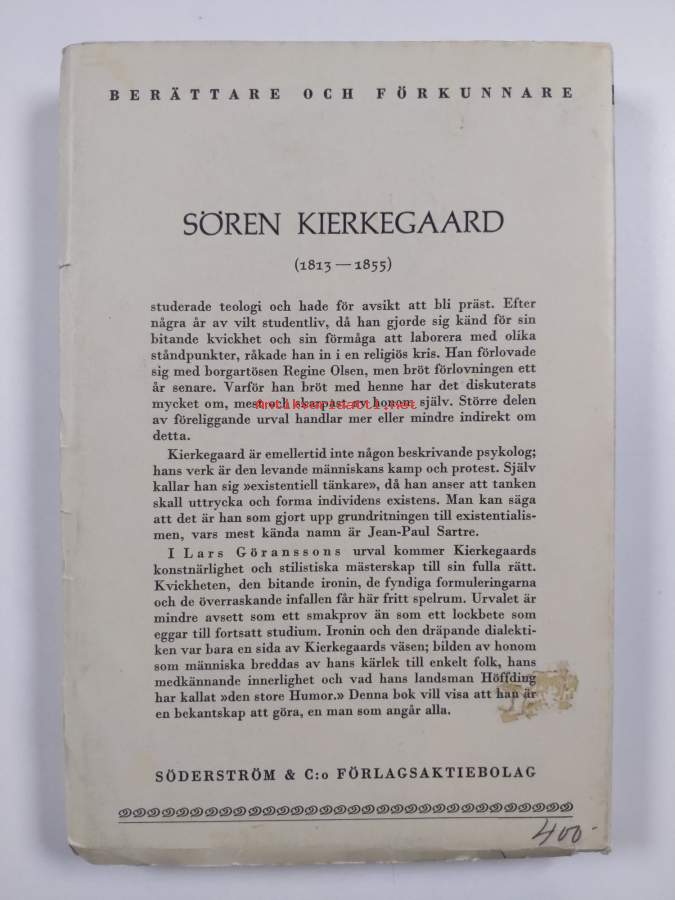 BERÄTTARE OCH FÖRKUNNARE
SÖREN KIERKEGAARD
(1813—1855)
studerade teologi och hade för avsikt att bli präst. Efter
några år av vilt studentliv, då han gjorde sig känd för sin
bitande kvickhet och sin förmåga att laborera med olika
ståndpunkter, råkade han in i en religiös kris. Han förlovade
sig med borgartösen Regine Olsen, men bröt förlovningen ett
år senare. Varför han bröt med henne har det diskuterats
mycket om, mest och skarpast av honom själv. Större delen
Antikvariaatti.net
av föreliggande urval handlar mer eller mindre indirekt om
detta.
Kierkegaard är emellertid inte någon beskrivande psykolog;
hans verk är den levande människans kamp och protest. Själv
kallar han sig »existentiell tänkare», då han anser att tanken
skall uttrycka och forma individens existens. Man kan säga
att det är han som gjort upp grundritningen till existentialis-
men, vars mest kända namn är Jean-Paul Sartre.
I Lars Göranssons urval kommer Kierkegaards
konstnärlighet och stilistiska mästerskap till sin fulla rätt.
Kvickheten, den bitande ironin, de fyndiga formuleringarna
och de överraskande infallen får här fritt spelrum. Urvalet är
mindre avsett som ett smakprov än som ett lockbete som
eggar till fortsatt studium. Ironin och den dräpande dialekti-
ken var bara en sida av Kierkegaards väsen; bilden av honom
som människa breddas av hans kärlek till enkelt folk, hans
medkännande innerlighet och vad hans landsman Höffding
har kallat »den store Humor.» Denna bok vill visa att han är
en bekantskap att göra, en man som angår alla.
SÖDERSTRÖM & C:o FÖRLAGSAKTIEBOLAG
400-